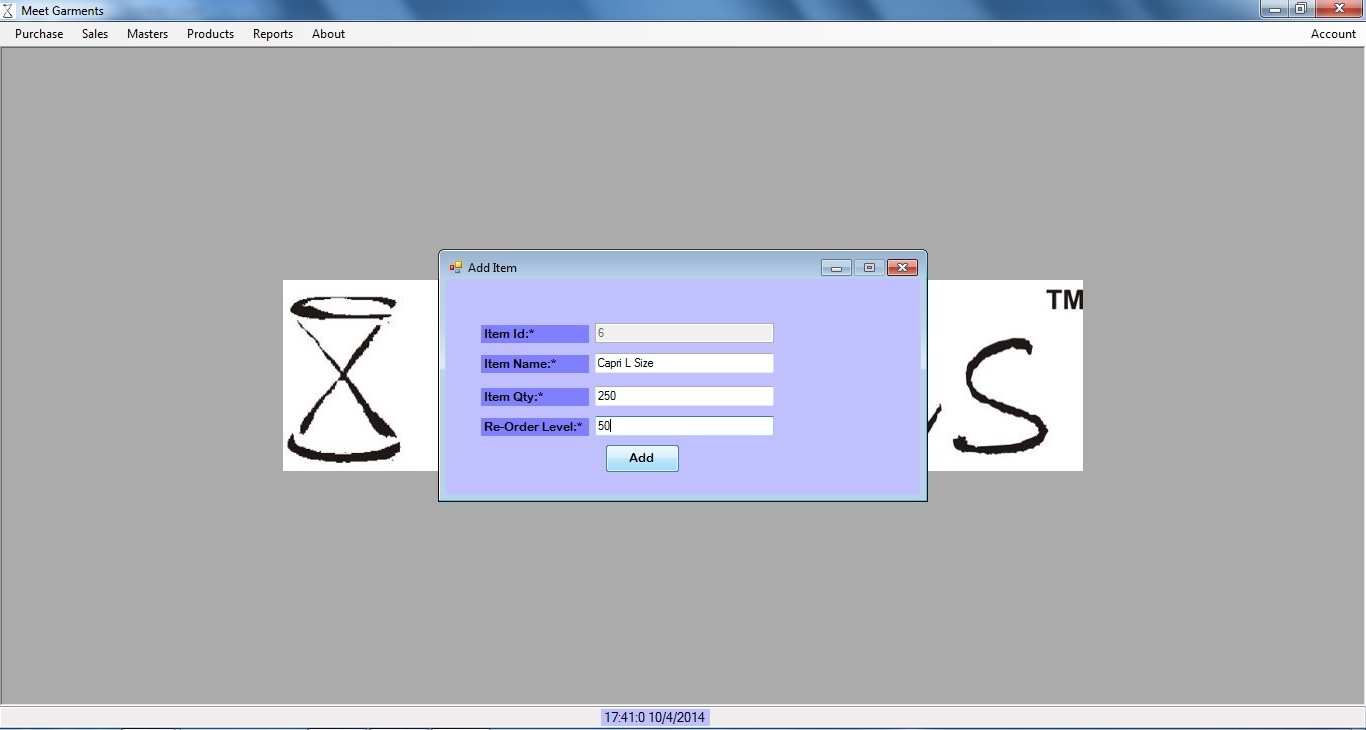 Meet Garments
Purchase Sales Masters Products Reports About Account
Add Item
TM
Item Id:* 6
Item Name:* Capri L Size
Item Qty:* 250
Re-Order Level:* 50
Add
S
17:41:0 10/4/2014